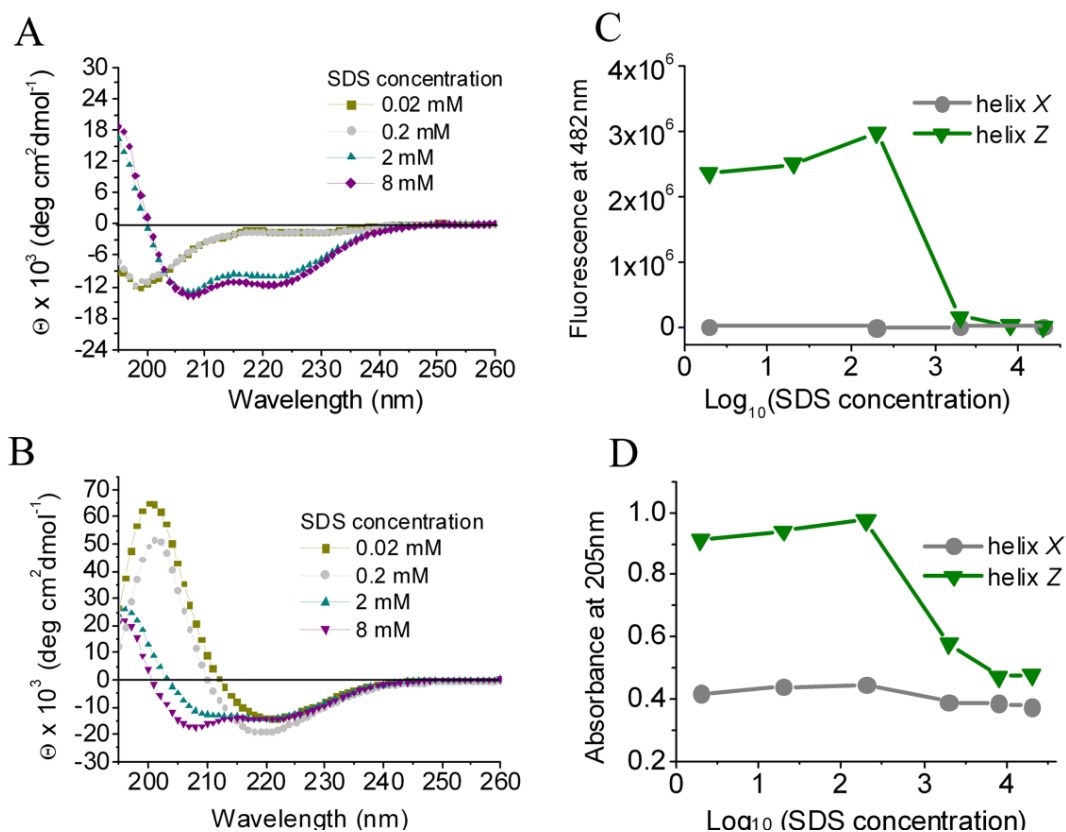 A
SDS concentration
0.02 mM
0.2 mM
2 mM
8 mM
30
24
18
12
6
0
-6
-12
-18
-24
Θ x 10³ (deg cm²dmol⁻¹)
200 210 220 230 240 250 260
Wavelength (nm)
C
helix X
helix Z
4x10⁶
3x10⁶
2x10⁶
1x10⁶
0
Fluorescence at 482nm
0 1 2 3 4
Log₁₀(SDS concentration)
B
SDS concentration
0.02 mM
0.2 mM
2 mM
8 mM
70
60
50
40
30
20
10
0
-10
-20
-30
Θ x 10³ (deg cm²dmol⁻¹)
200 210 220 230 240 250 260
Wavelength (nm)
D
helix X
helix Z
1.0
0.8
0.6
0.4
0.2
Absorbance at 205nm
0 1 2 3 4
Log₁₀ (SDS concentration)